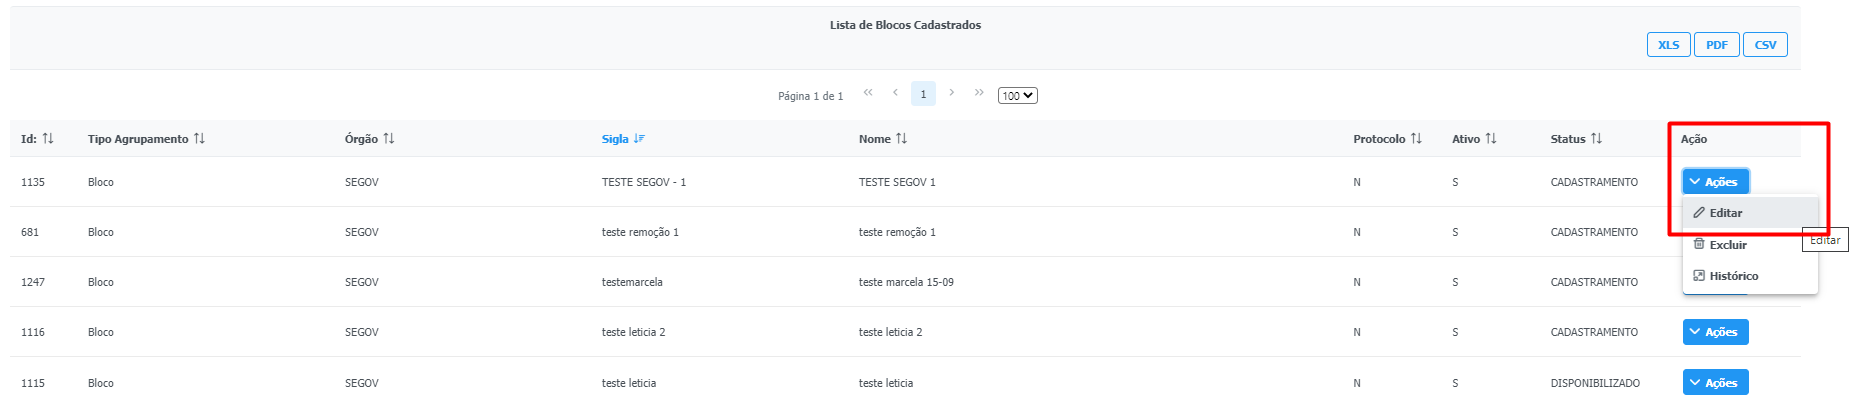 Lista de Blocos Cadastrados
XLS PDF CSV
Página 1 de 1 « ‹ 1 › » 100
Id: Tipo Agrupamento Órgão Sigla Nome Protocolo Ativo Status Ação
1135 Bloco SEGOV TESTE SEGOV - 1 TESTE SEGOV 1 N S CADASTRAMENTO Ações
Editar
681 Bloco SEGOV teste remoção 1 teste remoção 1 N S CADASTRAMENTO
Editar
Excluir
Histórico
1247 Bloco SEGOV testemarcela teste marcela 15-09 N S CADASTRAMENTO
1116 Bloco SEGOV teste leticia 2 teste leticia 2 N S CADASTRAMENTO Ações
1115 Bloco SEGOV teste leticia teste leticia N S DISPONIBILIZADO Ações